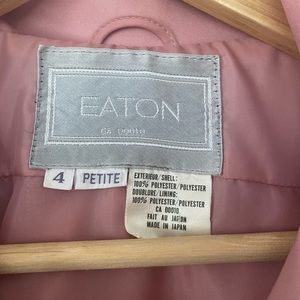 EATON
CA 00010
4 PETITE
EXTERIEUR/SHELL:
100% POLYESTER/POLYESTER
DOUBLURE/LINING:
100% POLYESTER/POLYESTER
CA 00010
FAIT AU JAPON
MADE IN JAPAN